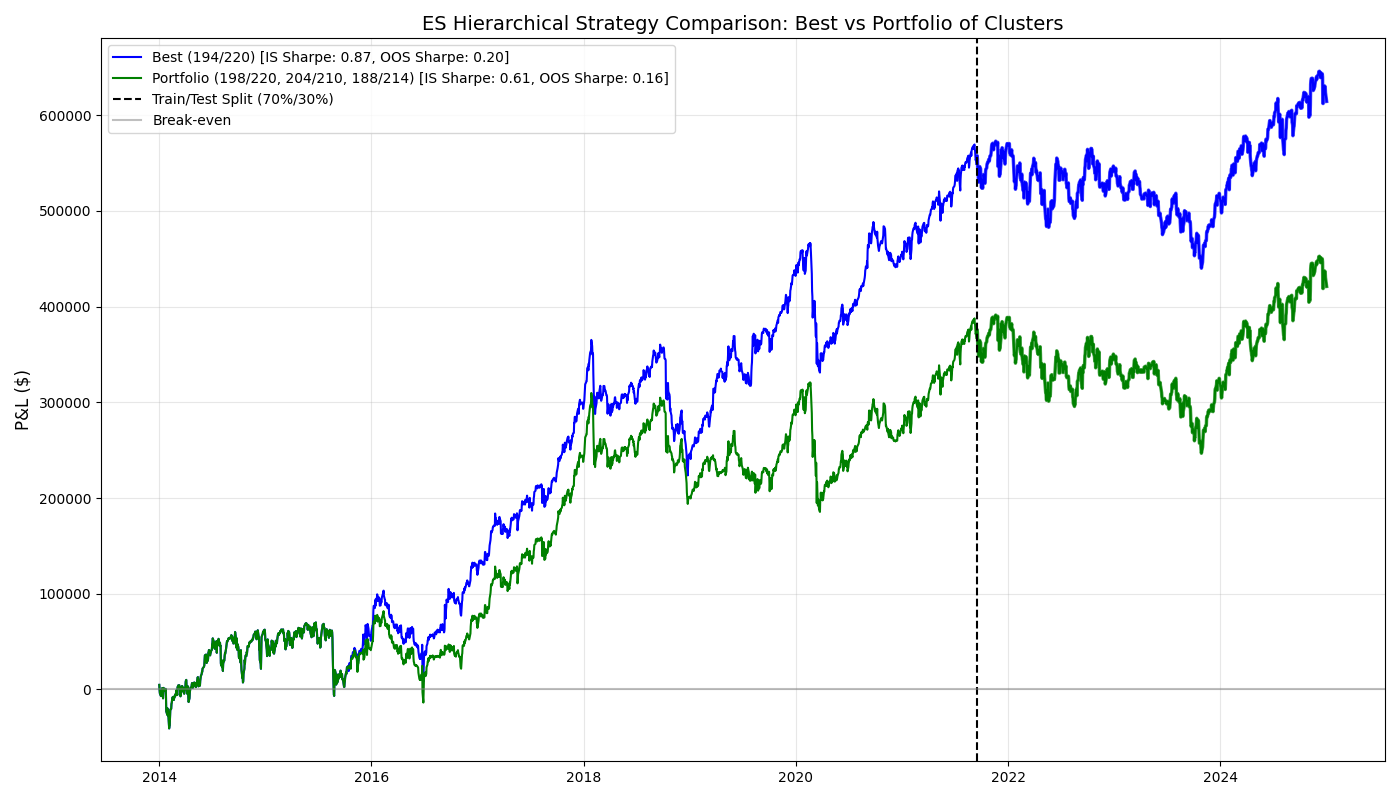 ES Hierarchical Strategy Comparison: Best vs Portfolio of Clusters
Best (194/220) [IS Sharpe: 0.87, OOS Sharpe: 0.20]
Portfolio (198/220, 204/210, 188/214) [IS Sharpe: 0.61, OOS Sharpe: 0.16]
Train/Test Split (70%/30%)
Break-even
P&L ($)
600000
500000
400000
300000
200000
100000
0
2014 2016 2018 2020 2022 2024